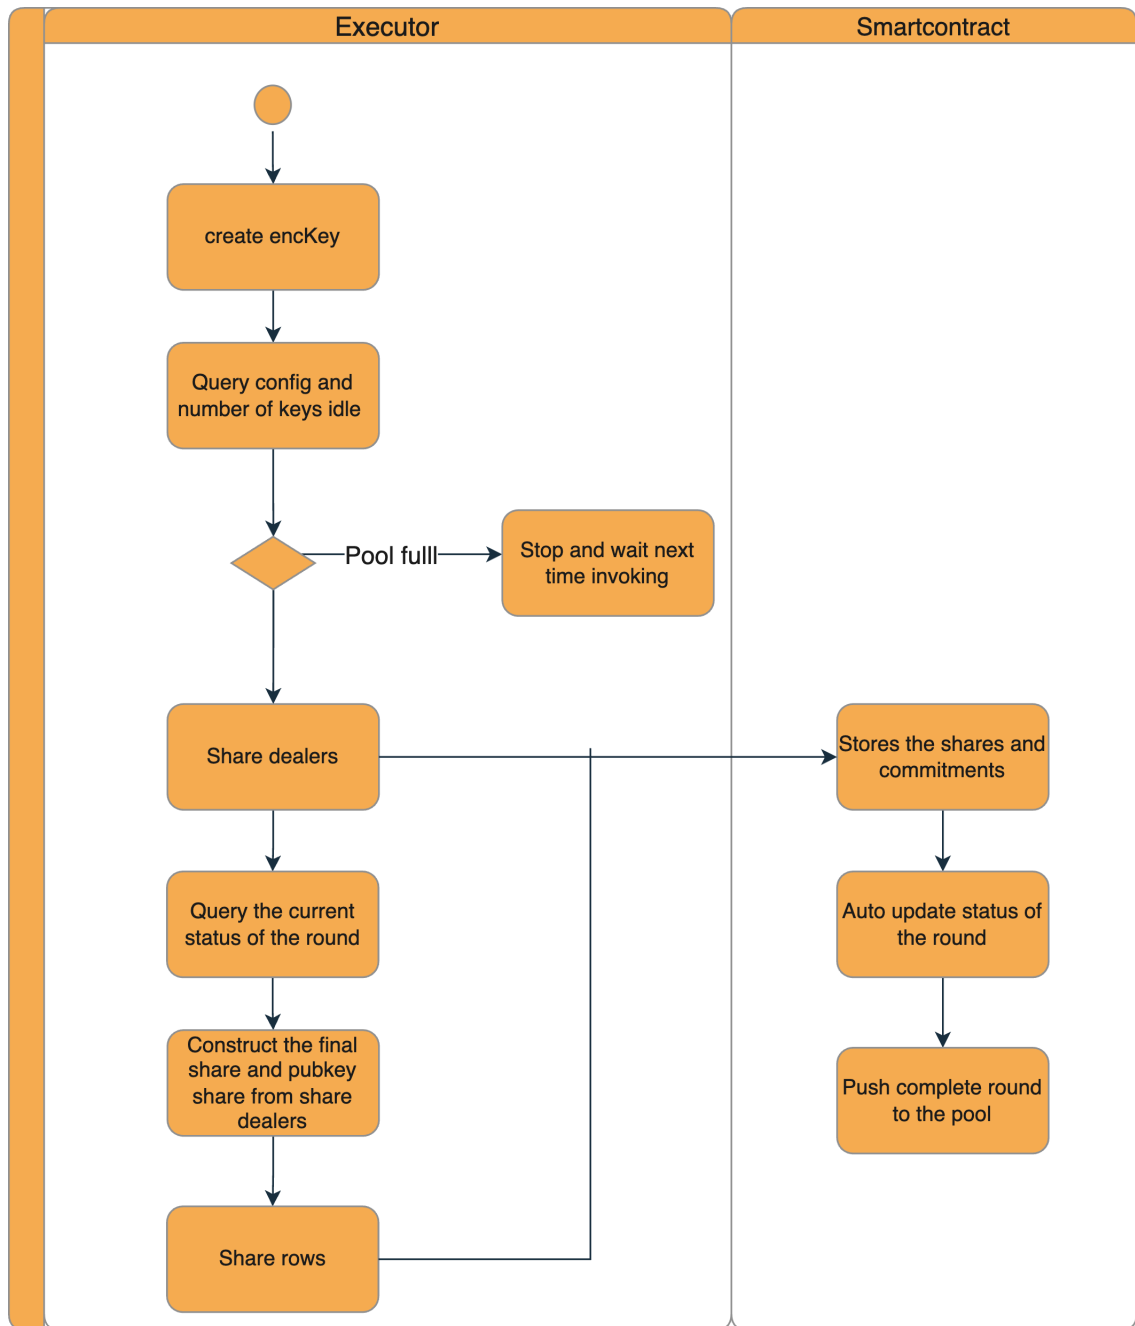 Executor
Smartcontract
create encKey
Query config and
number of keys idle
Pool fulll
Stop and wait next
time invoking
Share dealers
Stores the shares and
commitments
Query the current
status of the round
Auto update status of
the round
Construct the final
share and pubkey
share from share
dealers
Push complete round
to the pool
Share rows